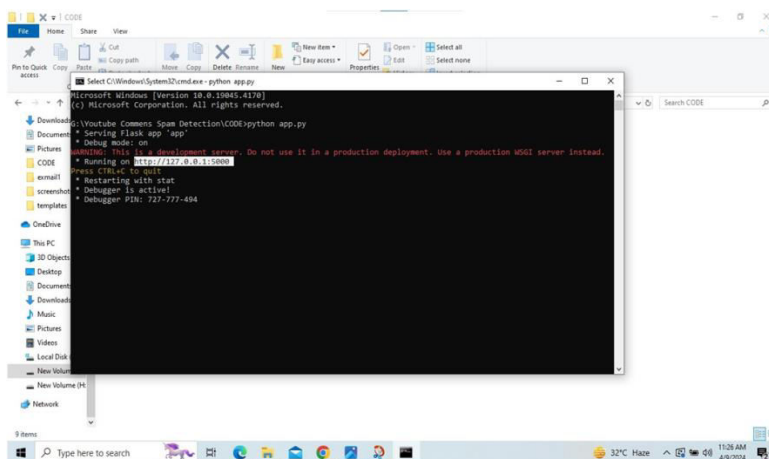 CODE
File Home Share View
Pin to Quick access
Copy
Paste
Cut
Copy path
Move
Copy
Delete
Rename
New
New item
Easy access
Properties
Open
Edit
Select all
Select none
Select C:\Windows\System32\cmd.exe - python app.py
Microsoft Windows [Version 10.0.19045.4170]
(c) Microsoft Corporation. All rights reserved.
G:\Youtube Commens Spam Detection\CODE>python app.py
* Serving Flask app 'app'
* Debug mode: on
WARNING: This is a development server. Do not use it in a production deployment. Use a production WSGI server instead.
* Running on http://127.0.0.1:5000
Press CTRL+C to quit
* Restarting with stat
* Debugger is active!
* Debugger PIN: 727-777-494
Search CODE
Downloads
Document
Pictures
CODE
exmail1
screenshot
templates
OneDrive
This PC
3D Objects
Desktop
Document
Downloads
Music
Pictures
Videos
Local Disk
New Volum
New Volume (H:
Network
9 items
Type here to search
32°C Haze
11:26 AM
4/9/2024